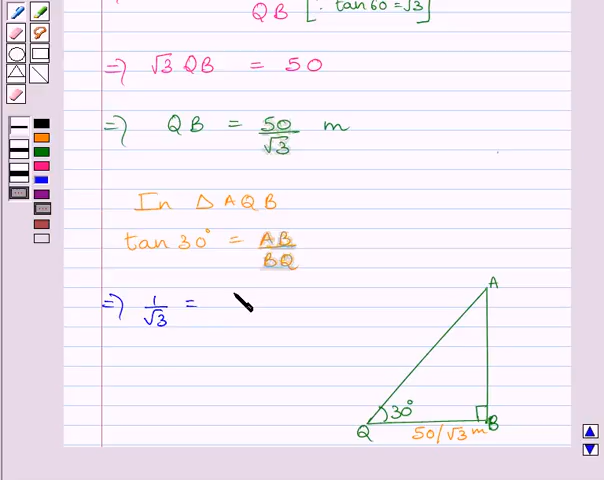 QB [∵ tan 60 = √3]
⇒ √3 QB = 50
⇒ QB = 50/√3 m
In △ AQB
tan 30° = AB/BQ
⇒ 1/√3 =
A
30°
Q B
50/√3 m